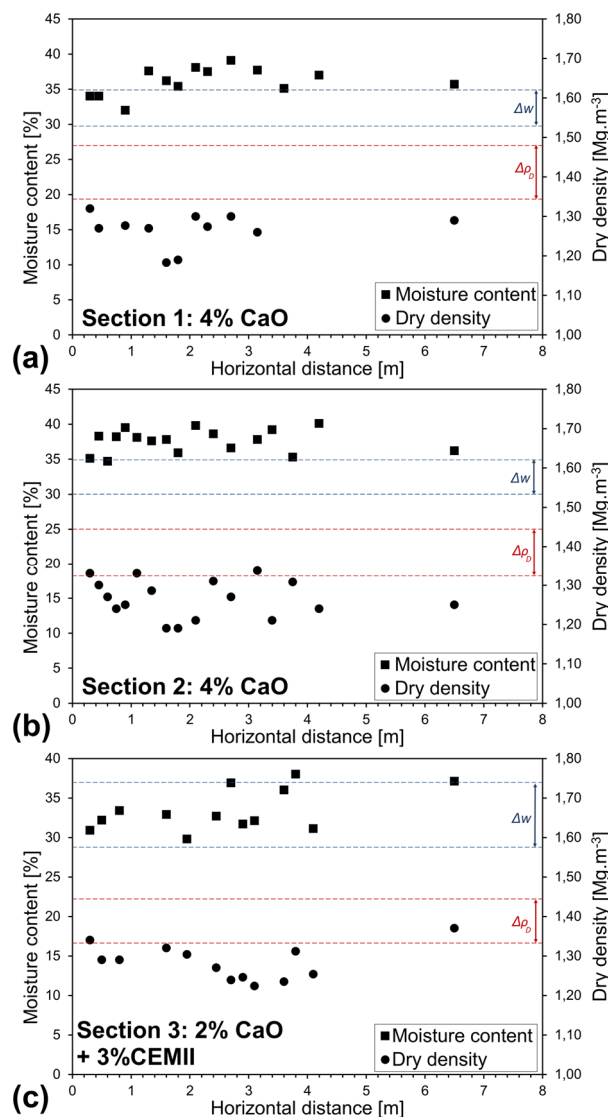 45
40
35
30
25
20
15
10
5
0
Moisture content [%]
1,80
1,70
1,60
1,50
1,40
1,30
1,20
1,10
1,00
Dry density [Mg.m⁻³]
Δw
Δρ_D
Moisture content
Dry density
Section 1: 4% CaO
0 1 2 3 4 5 6 7 8
Horizontal distance [m]
(a)
45
40
35
30
25
20
15
10
5
0
Moisture content [%]
1,80
1,70
1,60
1,50
1,40
1,30
1,20
1,10
1,00
Dry density [Mg.m⁻³]
Δw
Δρ_D
Moisture content
Dry density
Section 2: 4% CaO
0 1 2 3 4 5 6 7 8
Horizontal distance [m]
(b)
40
35
30
25
20
15
10
5
0
Moisture content [%]
1,80
1,70
1,60
1,50
1,40
1,30
1,20
1,10
1,00
Dry density [Mg.m⁻³]
Δw
Δρ_D
Moisture content
Dry density
Section 3: 2% CaO
+ 3%CEMII
0 1 2 3 4 5 6 7 8
Horizontal distance [m]
(c)